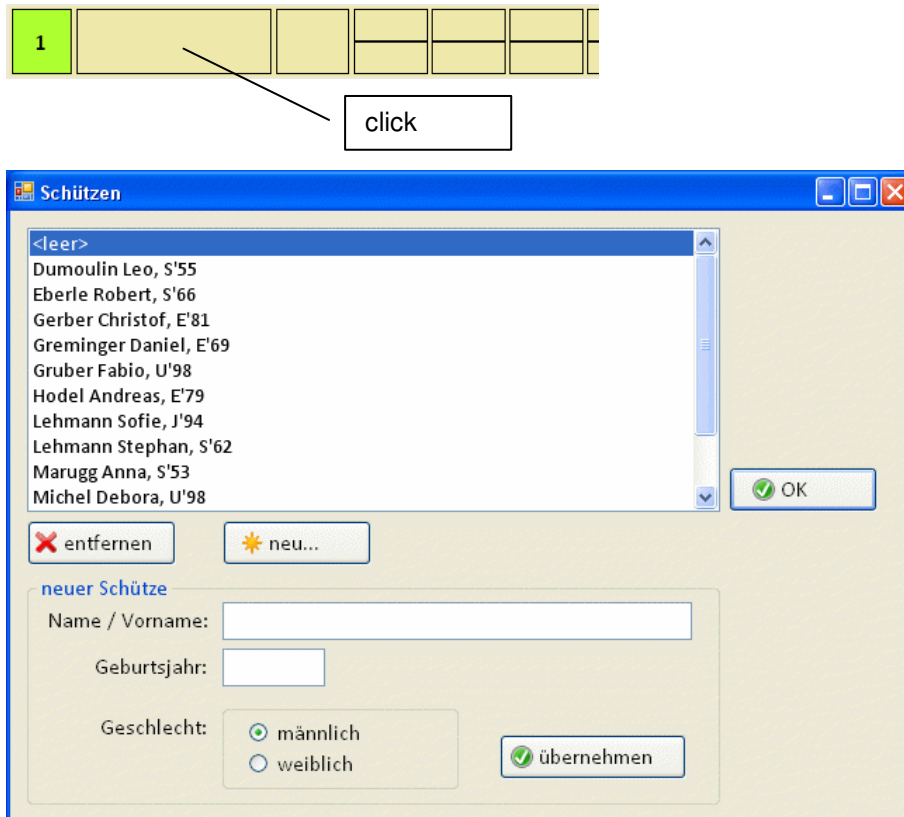 1
click
Schützen
<leer>
Dumoulin Leo, S'55
Eberle Robert, S'66
Gerber Christof, E'81
Greminger Daniel, E'69
Gruber Fabio, U'98
Hodel Andreas, E'79
Lehmann Sofie, J'94
Lehmann Stephan, S'62
Marugg Anna, S'53
Michel Debora, U'98
OK
entfernen neu...
neuer Schütze
Name / Vorname:
Geburtsjahr:
Geschlecht: männlich
weiblich
übernehmen